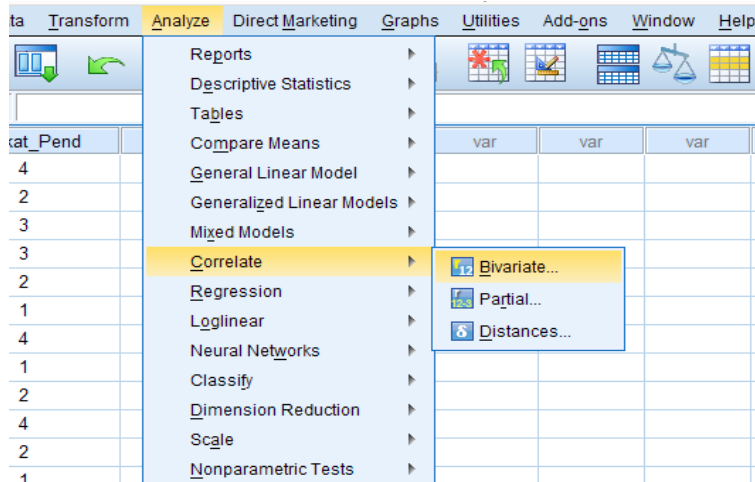 ta Transform Analyze Direct Marketing Graphs Utilities Add-ons Window Help
Reports
Descriptive Statistics
Tables
kat_Pend Compare Means var var var
4 General Linear Model
2 Generalized Linear Models
3 Mixed Models
3 Correlate Bivariate...
2 Regression Partial...
1 Loglinear Distances...
4 Neural Networks
1 Classify
2 Dimension Reduction
4 Scale
2 Nonparametric Tests
1